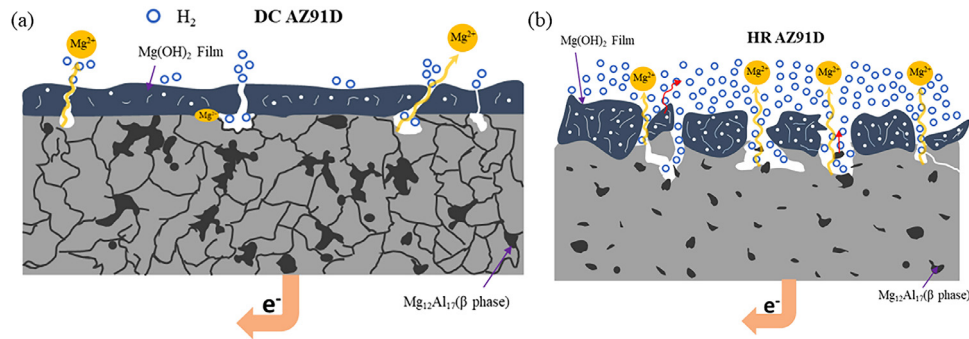 (a)
H₂
DC AZ91D
Mg²⁺
Mg(OH)₂ Film
Mg²⁺
Mg₁₂Al₁₇(β phase)
e⁻
(b)
HR AZ91D
Mg(OH)₂ Film
Mg²⁺
Mg²⁺
Mg²⁺
Mg²⁺
Mg₁₂Al₁₇(β phase)
e⁻